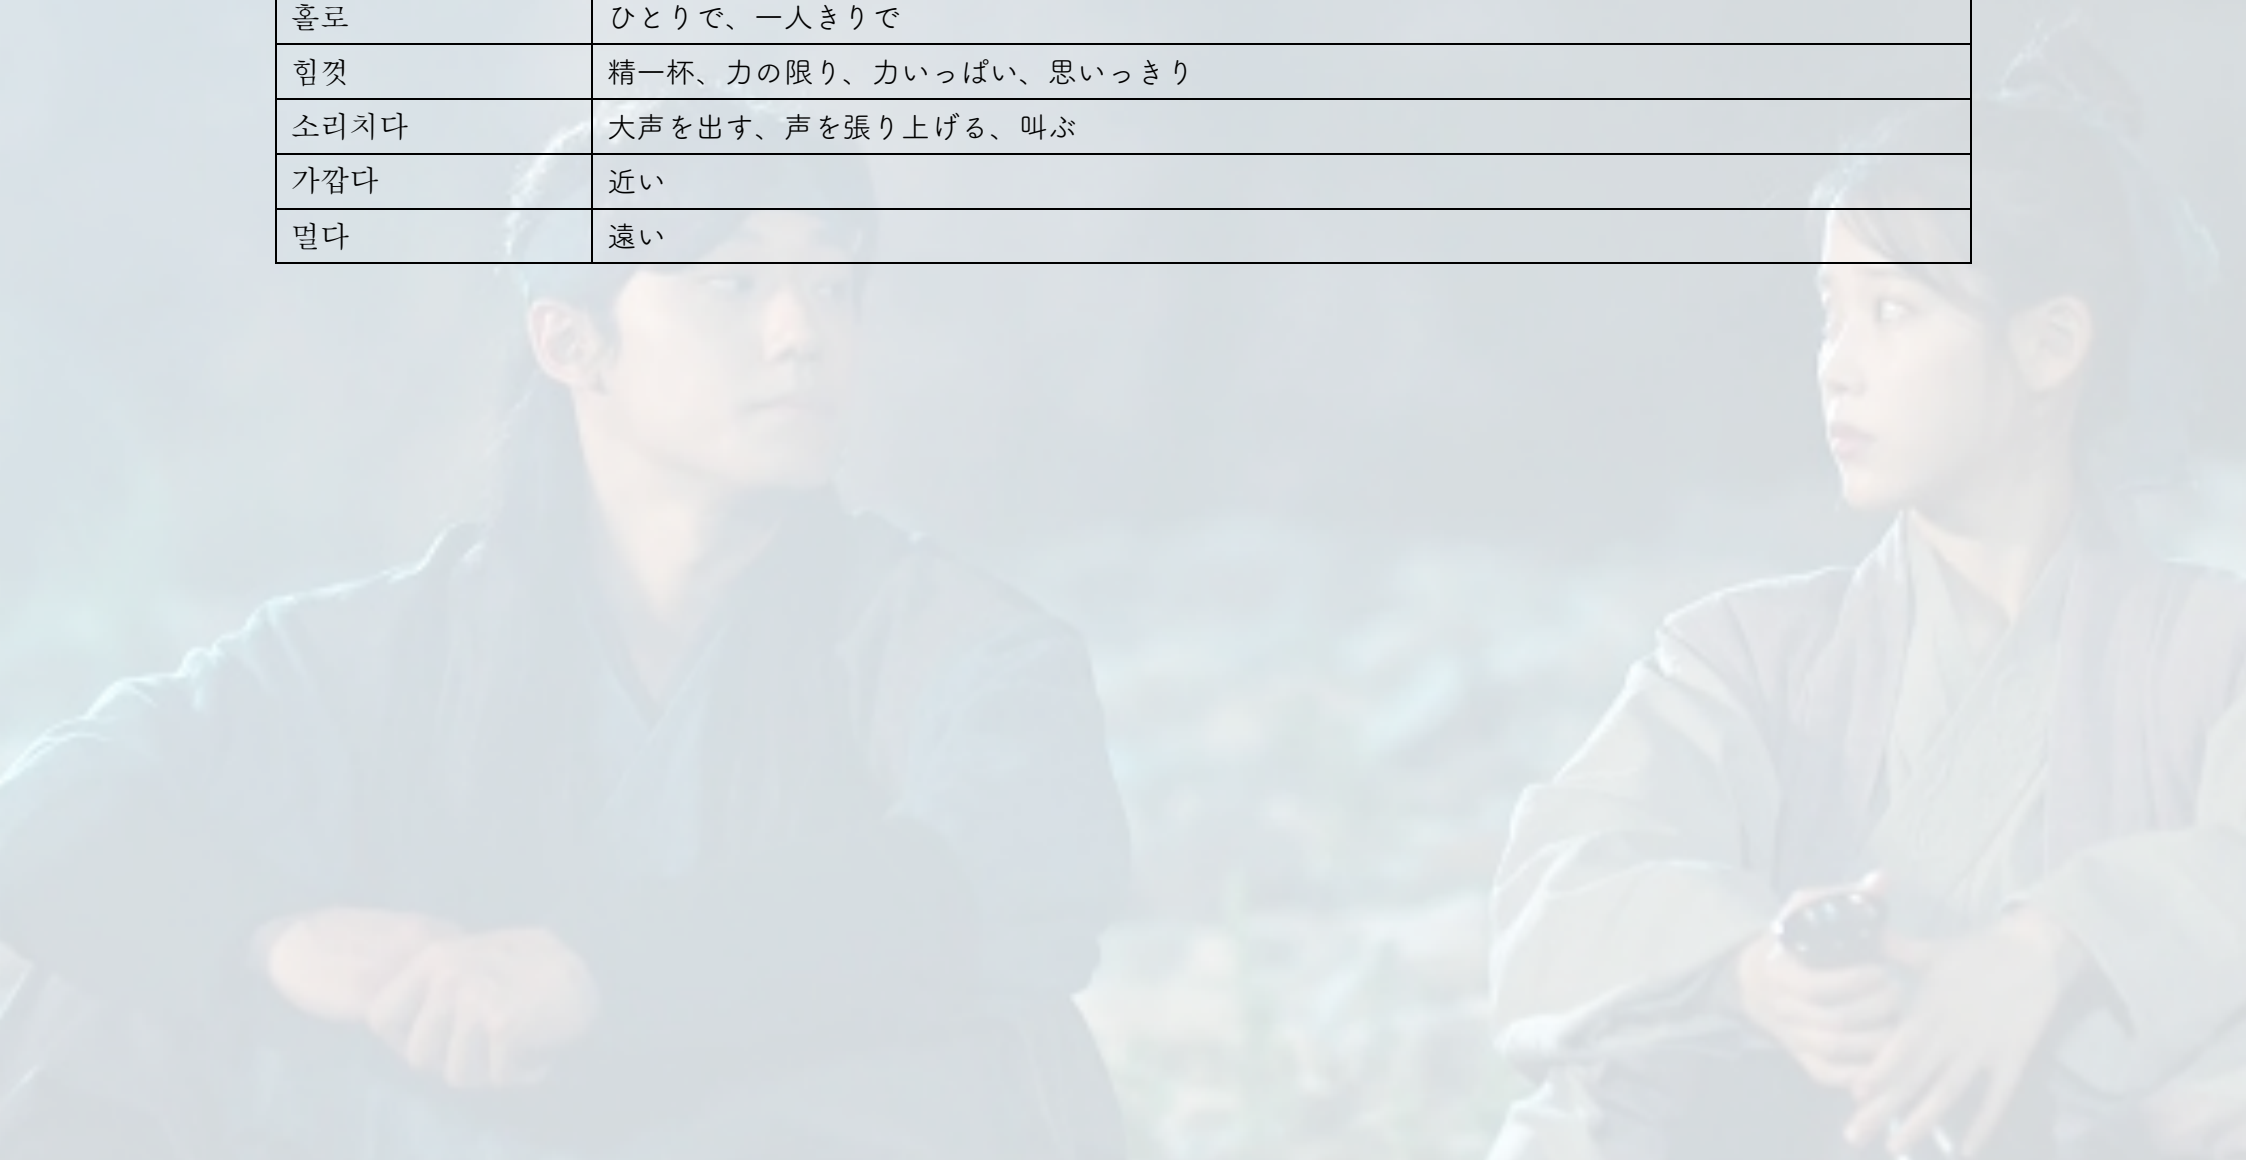 홀로 ひとりで、一人きりで
힘껏 精一杯、力の限り、力いっぱい、思いっきり
소리치다 大声を出す、声を張り上げる、叫ぶ
가깝다 近い
멀다 遠い